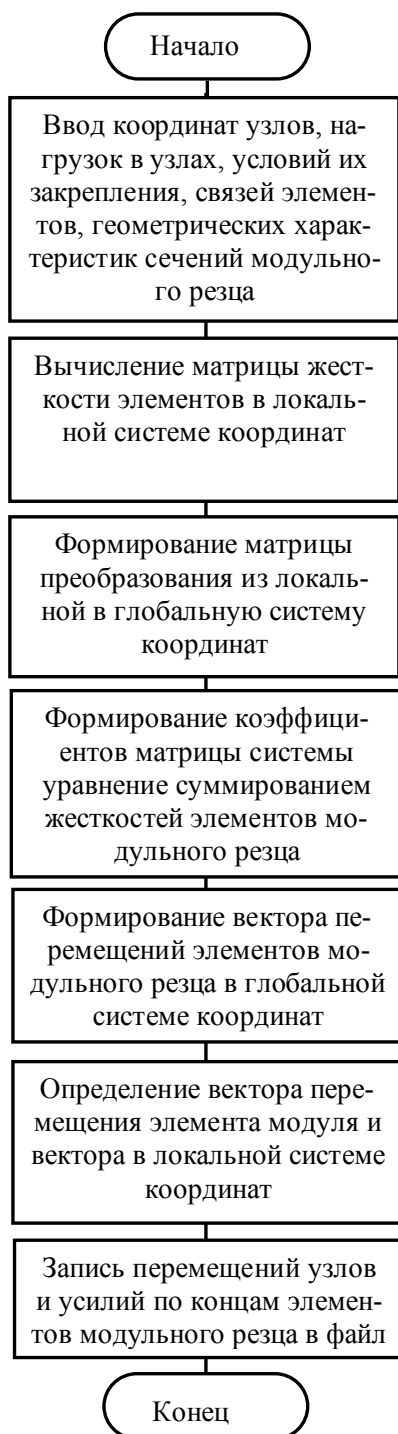 Начало
Ввод координат узлов, на-
грузок в узлах, условий их
закрепления, связей элемен-
тов, геометрических харак-
теристик сечений модульно-
го резца
Вычисление матрицы жест-
кости элементов в локаль-
ной системе координат
Формирование матрицы
преобразования из локаль-
ной в глобальную систему
координат
Формирование коэффици-
ентов матрицы системы
уравнение суммированием
жесткостей элементов мо-
дульного резца
Формирование вектора пе-
ремещений элементов мо-
дульного резца в глобальной
системе координат
Определение вектора пере-
мещения элемента модуля и
вектора в локальной системе
координат
Запись перемещений узлов
и усилий по концам элемен-
тов модульного резца в файл
Конец